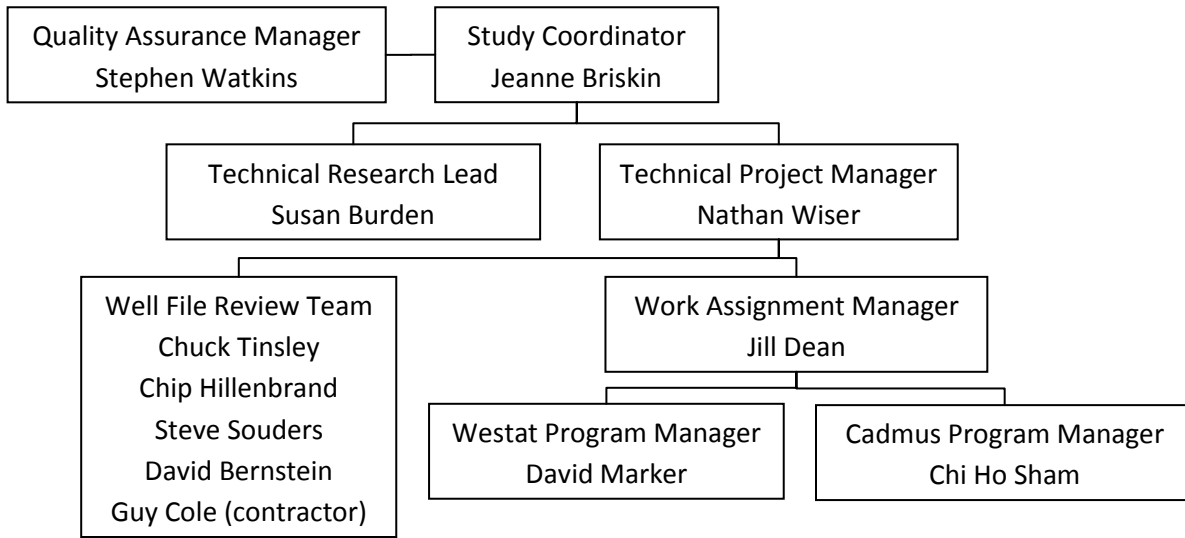 Quality Assurance Manager
Stephen Watkins
Study Coordinator
Jeanne Briskin
Technical Research Lead
Susan Burden
Technical Project Manager
Nathan Wiser
Well File Review Team
Chuck Tinsley
Chip Hillenbrand
Steve Souders
David Bernstein
Guy Cole (contractor)
Work Assignment Manager
Jill Dean
Westat Program Manager
David Marker
Cadmus Program Manager
Chi Ho Sham